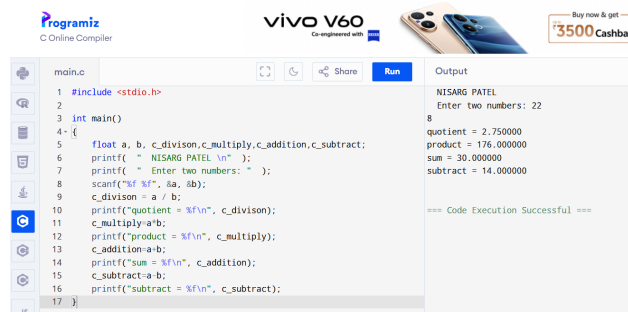 Programiz
C Online Compiler
vivo V60
Co-engineered with ZEISS
Buy now & get
₹3500 Cashba
main.c
Share
Run
Output
1 #include <stdio.h>
2
3 int main()
4 {
5 float a, b, c_divison,c_multiply,c_addition,c_subtract;
6 printf( "  NISARG PATEL \n"  );
7 printf( "  Enter two numbers: "  );
8 scanf("%f %f", &a, &b);
9 c_divison = a / b;
10 printf("quotient = %f\n", c_divison);
11 c_multiply=a*b;
12 printf("product = %f\n", c_multiply);
13 c_addition=a+b;
14 printf("sum = %f\n", c_addition);
15 c_subtract=a-b;
16 printf("subtract = %f\n", c_subtract);
17 }
NISARG PATEL
Enter two numbers: 22
8
quotient = 2.750000
product = 176.000000
sum = 30.000000
subtract = 14.000000
=== Code Execution Successful ===